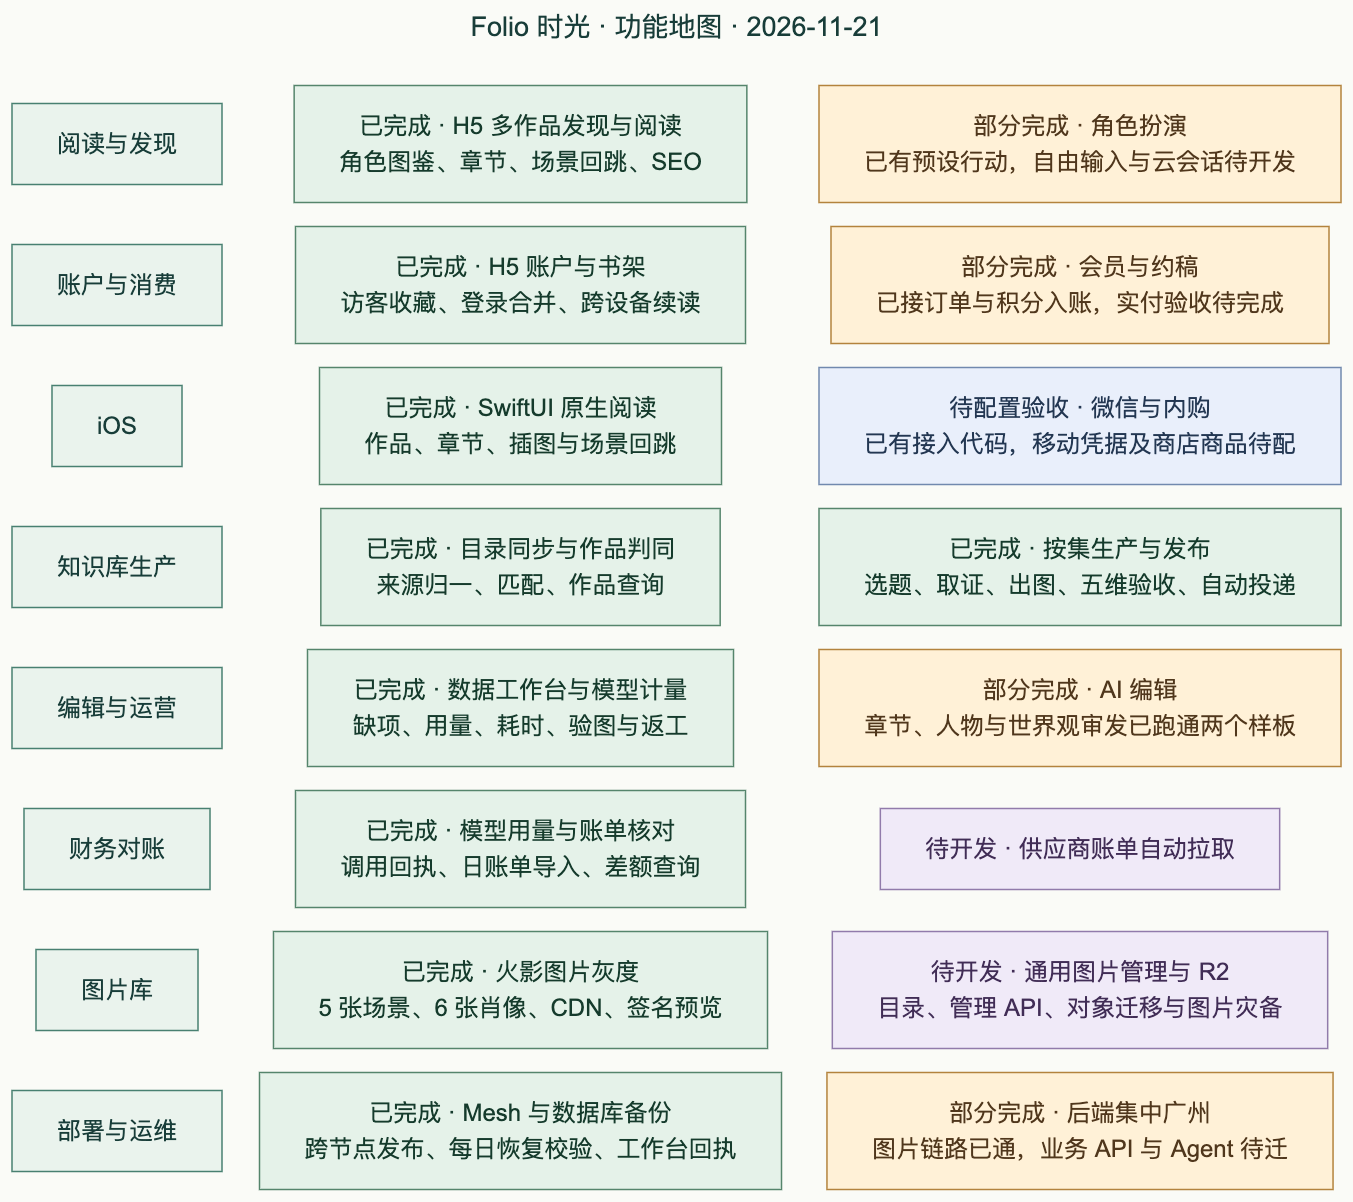 Folio 时光 · 功能地图 · 2026-11-21
阅读与发现
已完成 · H5 多作品发现与阅读
角色图鉴、章节、场景回跳、SEO
部分完成 · 角色扮演
已有预设行动，自由输入与云会话待开发
账户与消费
已完成 · H5 账户与书架
访客收藏、登录合并、跨设备续读
部分完成 · 会员与约稿
已接订单与积分入账，实付验收待完成
iOS
已完成 · SwiftUI 原生阅读
作品、章节、插图与场景回跳
待配置验收 · 微信与内购
已有接入代码，移动凭据及商店商品待配
知识库生产
已完成 · 目录同步与作品判同
来源归一、匹配、作品查询
已完成 · 按集生产与发布
选题、取证、出图、五维验收、自动投递
编辑与运营
已完成 · 数据工作台与模型计量
缺项、用量、耗时、验图与返工
部分完成 · AI 编辑
章节、人物与世界观审发已跑通两个样板
财务对账
已完成 · 模型用量与账单核对
调用回执、日账单导入、差额查询
待开发 · 供应商账单自动拉取
图片库
已完成 · 火影图片灰度
5 张场景、6 张肖像、CDN、签名预览
待开发 · 通用图片管理与 R2
目录、管理 API、对象迁移与图片灾备
部署与运维
已完成 · Mesh 与数据库备份
跨节点发布、每日恢复校验、工作台回执
部分完成 · 后端集中广州
图片链路已通，业务 API 与 Agent 待迁